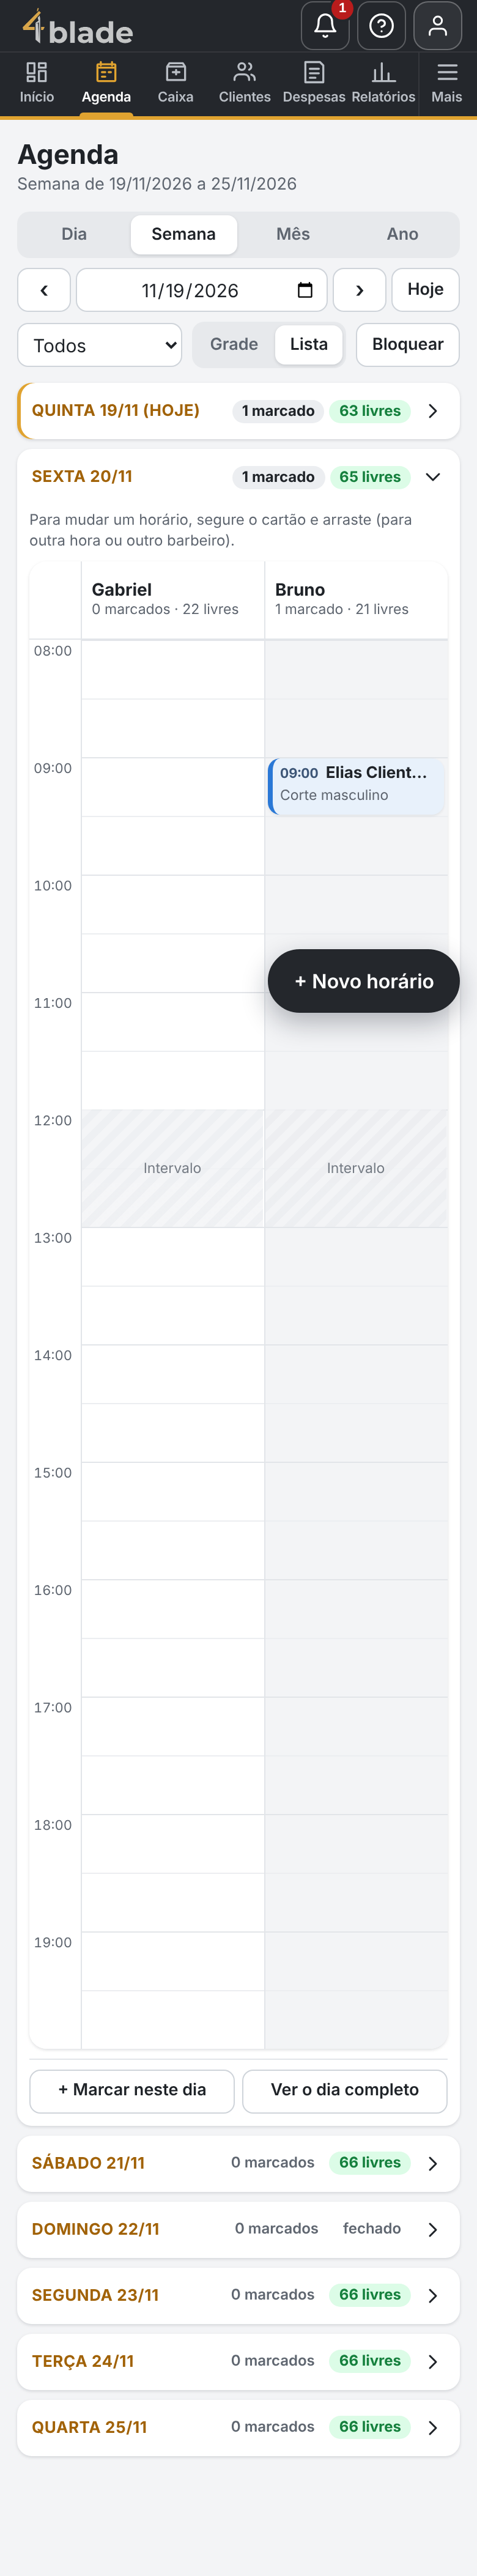 4blade
1
Início
Agenda
Caixa
Clientes
Despesas
Relatórios
Mais
Agenda
Semana de 19/11/2026 a 25/11/2026
Dia
Semana
Mês
Ano
11/19/2026
Hoje
Todos
Grade
Lista
Bloquear
QUINTA 19/11 (HOJE) 1 marcado 63 livres
SEXTA 20/11 1 marcado 65 livres
Para mudar um horário, segure o cartão e arraste (para
outra hora ou outro barbeiro).
Gabriel
0 marcados · 22 livres
Bruno
1 marcado · 21 livres
08:00
09:00
09:00 Elias Client...
Corte masculino
10:00
+ Novo horário
11:00
12:00
Intervalo
Intervalo
13:00
14:00
15:00
16:00
17:00
18:00
19:00
+ Marcar neste dia
Ver o dia completo
SÁBADO 21/11 0 marcados 66 livres
DOMINGO 22/11 0 marcados fechado
SEGUNDA 23/11 0 marcados 66 livres
TERÇA 24/11 0 marcados 66 livres
QUARTA 25/11 0 marcados 66 livres